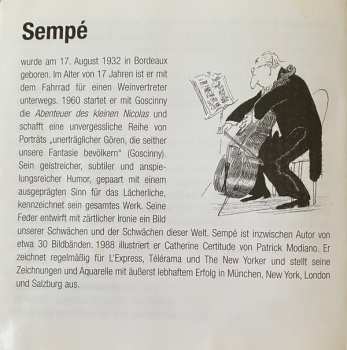 Sempé
wurde am 17. August 1932 in Bordeaux
geboren. Im Alter von 17 Jahren ist er mit
dem Fahrrad für einen Weinvertreter
unterwegs. 1960 startet er mit Goscinny
die Abenteuer des kleinen Nicolas und
schafft eine unvergessliche Reihe von
Porträts „unerträglicher Gören, die seither
unsere Fantasie bevölkern“ (Goscinny).
Sein geistreicher, subtiler und anspie-
lungsreicher Humor, gepaart mit einem
ausgeprägten Sinn für das Lächerliche,
kennzeichnet sein gesamtes Werk. Seine
Feder entwirft mit zärtlicher Ironie ein Bild
unserer Schwächen und der Schwächen dieser Welt. Sempé ist inzwischen Autor von
etwa 30 Bildbänden. 1988 illustriert er Catherine Certitude von Patrick Modiano. Er
zeichnet regelmäßig für L'Express, Télérama und The New Yorker und stellt seine
Zeichnungen und Aquarelle mit äußerst lebhaftem Erfolg in München, New York, London
und Salzburg aus.